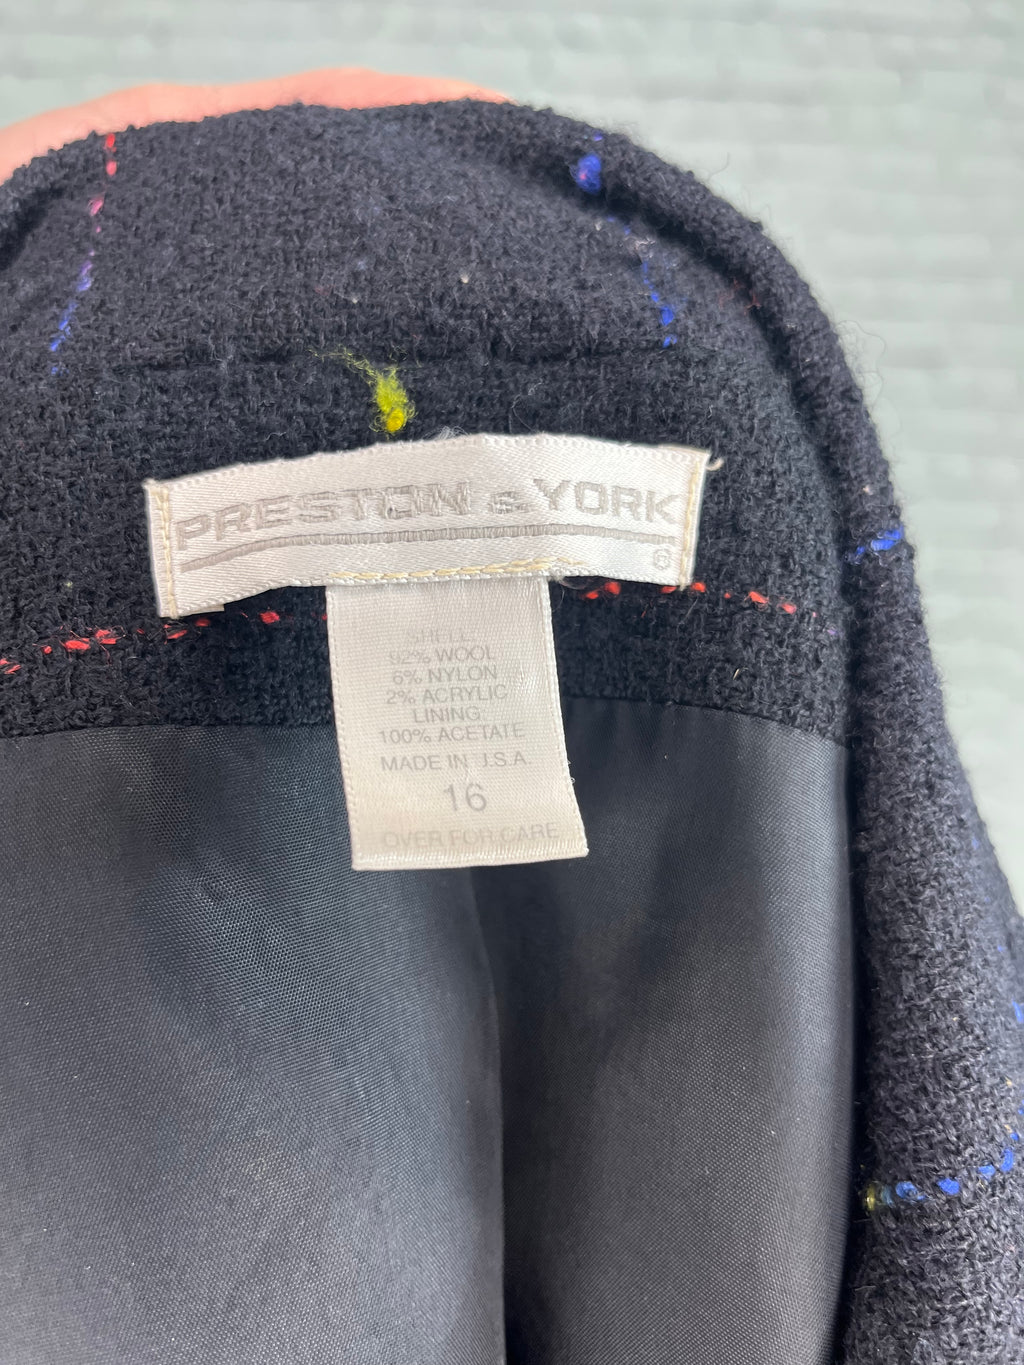 PRESTON & YORK
®
SHELL:
92% WOOL
6% NYLON
2% ACRYLIC
LINING:
100% ACETATE
MADE IN U.S.A.
16
OVER FOR CARE